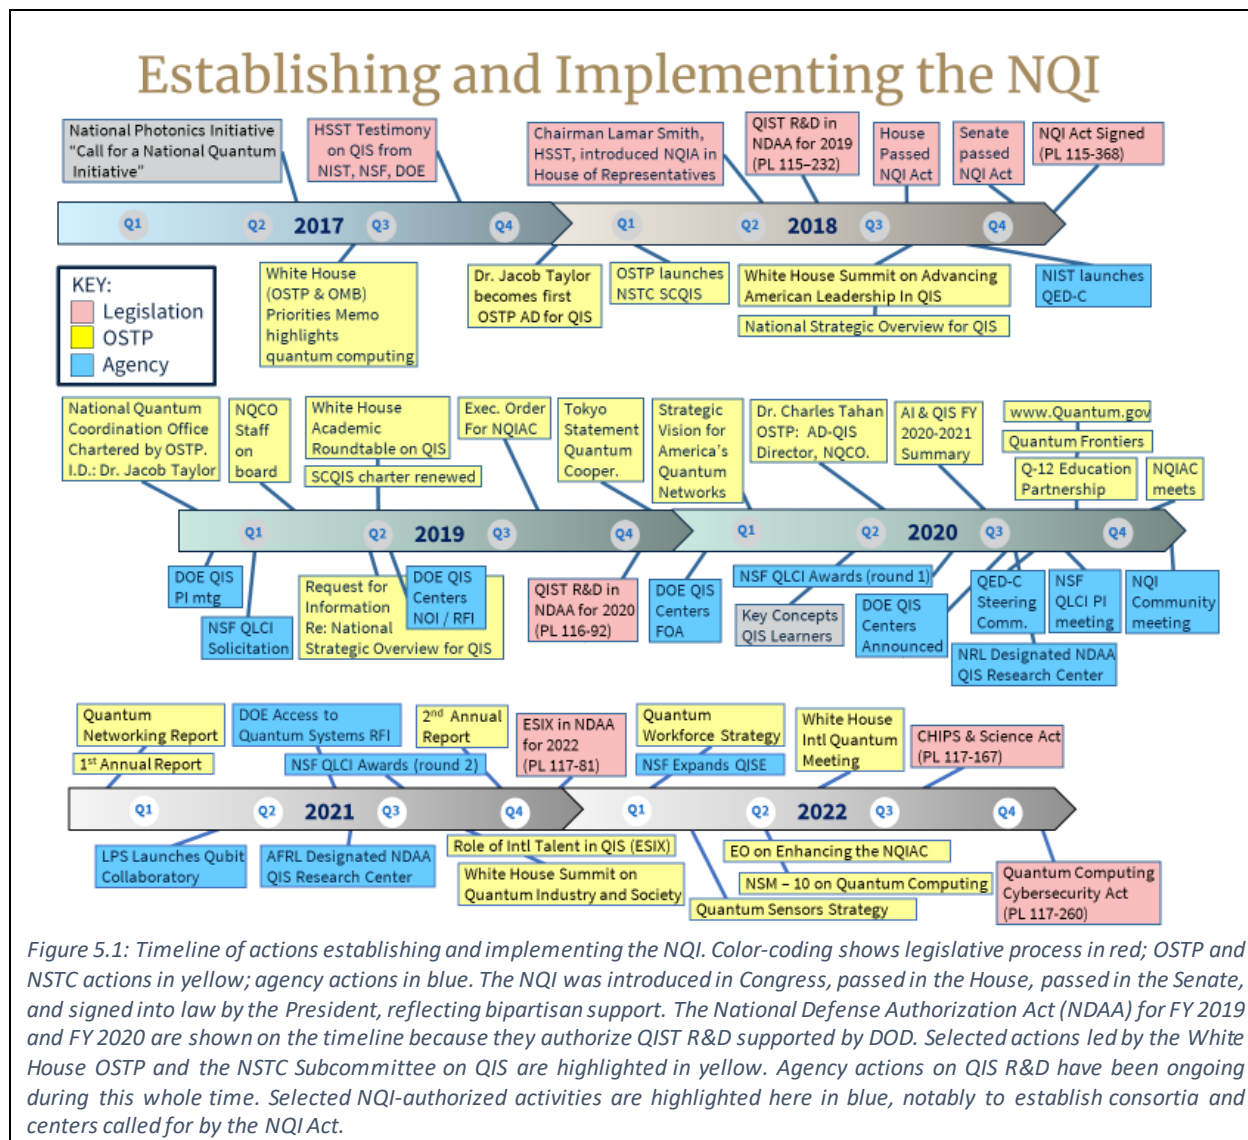 Establishing and Implementing the NQI
National Photonics Initiative
“Call for a National Quantum
Initiative”
HSST Testimony
on QIS from
NIST, NSF, DOE
Chairman Lamar Smith,
HSST, introduced NQIA in
House of Representatives
QIST R&D in
NDAA for 2019
(PL 115–232)
House
Passed
NQI Act
Senate
passed
NQI Act
NQI Act Signed
(PL 115-368)
Q1
Q2
2017
Q3
Q4
Q1
Q2
2018
Q3
Q4
KEY:
Legislation
OSTP
Agency
White House
(OSTP & OMB)
Priorities Memo
highlights
quantum computing
Dr. Jacob Taylor
becomes first
OSTP AD for QIS
OSTP launches
NSTC SCQIS
White House Summit on Advancing
American Leadership In QIS
National Strategic Overview for QIS
NIST launches
QED-C
National Quantum
Coordination Office
Chartered by OSTP.
I.D.: Dr. Jacob Taylor
NQCO
Staff
on
board
White House
Academic
Roundtable on QIS
SCQIS charter renewed
Exec. Order
For NQIAC
Tokyo
Statement
Quantum
Cooper.
Strategic
Vision for
America’s
Quantum
Networks
Dr. Charles Tahan
OSTP: AD-QIS
Director, NQCO.
AI & QIS FY
2020-2021
Summary
www.Quantum.gov
Quantum Frontiers
Q-12 Education
Partnership
NQIAC
meets
Q1
Q2
2019
Q3
Q4
Q1
Q2
2020
Q3
Q4
DOE QIS
PI mtg
NSF QLCI
Solicitation
Request for
Information
Re: National
Strategic Overview for QIS
DOE QIS
Centers
NOI / RFI
QIST R&D in
NDAA for 2020
(PL 116-92)
DOE QIS
Centers
FOA
NSF QLCI Awards (round 1)
Key Concepts
QIS Learners
DOE QIS
Centers
Announced
QED-C
Steering
Comm.
NSF
QLCI PI
meeting
NQI
Community
meeting
NRL Designated NDAA
QIS Research Center
Quantum
Networking Report
1st Annual Report
DOE Access to
Quantum Systems RFI
NSF QLCI Awards (round 2)
2nd Annual
Report
ESIX in NDAA
for 2022
(PL 117-81)
Quantum
Workforce Strategy
NSF Expands QISE
White House
Intl Quantum
Meeting
CHIPS & Science Act
(PL 117-167)
Q1
Q2
2021
Q3
Q4
Q1
Q2
2022
Q3
Q4
LPS Launches Qubit
Collaboratory
AFRL Designated NDAA
QIS Research Center
Role of Intl Talent in QIS (ESIX)
White House Summit on
Quantum Industry and Society
EO on Enhancing the NQIAC
NSM – 10 on Quantum Computing
Quantum Sensors Strategy
Quantum Computing
Cybersecurity Act
(PL 117-260)
Figure 5.1: Timeline of actions establishing and implementing the NQI. Color-coding shows legislative process in red; OSTP and
NSTC actions in yellow; agency actions in blue. The NQI was introduced in Congress, passed in the House, passed in the Senate,
and signed into law by the President, reflecting bipartisan support. The National Defense Authorization Act (NDAA) for FY 2019
and FY 2020 are shown on the timeline because they authorize QIST R&D supported by DOD. Selected actions led by the White
House OSTP and the NSTC Subcommittee on QIS are highlighted in yellow. Agency actions on QIS R&D have been ongoing
during this whole time. Selected NQI-authorized activities are highlighted here in blue, notably to establish consortia and
centers called for by the NQI Act.